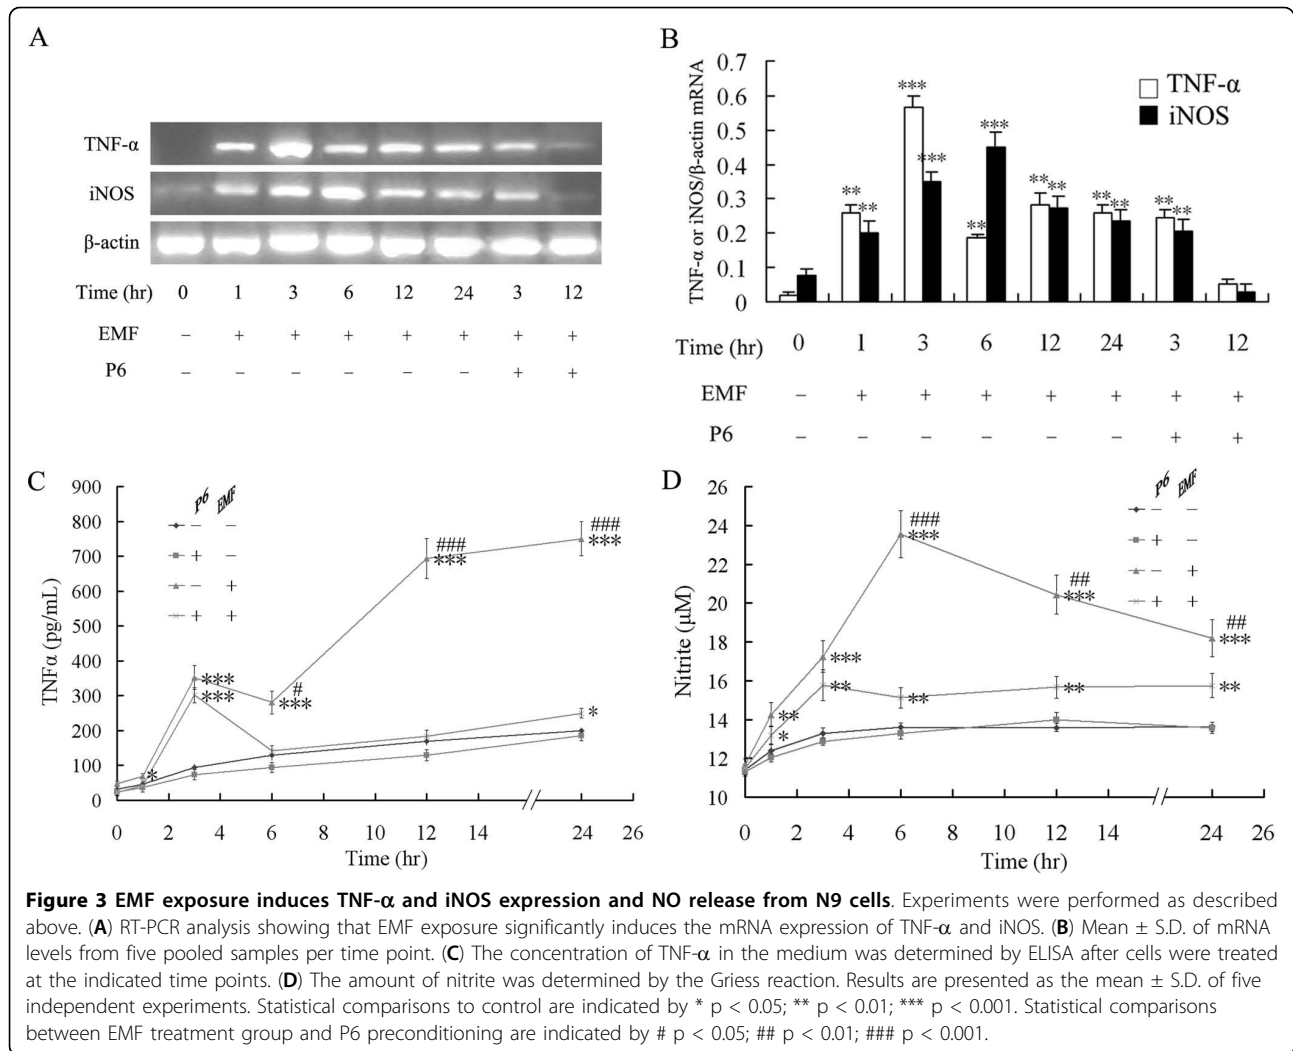 A
TNF-α
iNOS
β-actin
Time (hr) 0 1 3 6 12 24 3 12
EMF – + + + + + + +
P6 – – – – – – + +
B
TNF-α or iNOS/β-actin mRNA
0.7
0.6
0.5
0.4
0.3
0.2
0.1
0
TNF-α
iNOS
** ** *** *** ** *** ** ** ** ** ** **
Time (hr) 0 1 3 6 12 24 3 12
EMF – + + + + + + +
P6 – – – – – – + +
C
TNFα (pg/mL)
900
800
700
600
500
400
300
200
100
0
P6 EMF
– –
+ –
– +
+ +
*
***
***
#
***
###
***
###
***
*
0 2 4 6 8 10 12 14 24 26
Time (hr)
D
Nitrite (μM)
26
24
22
20
18
16
14
12
10
P6 EMF
– –
+ –
– +
+ +
**
*
***
**
###
***
**
##
***
**
##
***
**
0 2 4 6 8 10 12 14 24 26
Time (hr)
Figure 3 EMF exposure induces TNF-α and iNOS expression and NO release from N9 cells. Experiments were performed as described
above. (A) RT-PCR analysis showing that EMF exposure significantly induces the mRNA expression of TNF-α and iNOS. (B) Mean ± S.D. of mRNA
levels from five pooled samples per time point. (C) The concentration of TNF-α in the medium was determined by ELISA after cells were treated
at the indicated time points. (D) The amount of nitrite was determined by the Griess reaction. Results are presented as the mean ± S.D. of five
independent experiments. Statistical comparisons to control are indicated by * p < 0.05; ** p < 0.01; *** p < 0.001. Statistical comparisons
between EMF treatment group and P6 preconditioning are indicated by # p < 0.05; ## p < 0.01; ### p < 0.001.